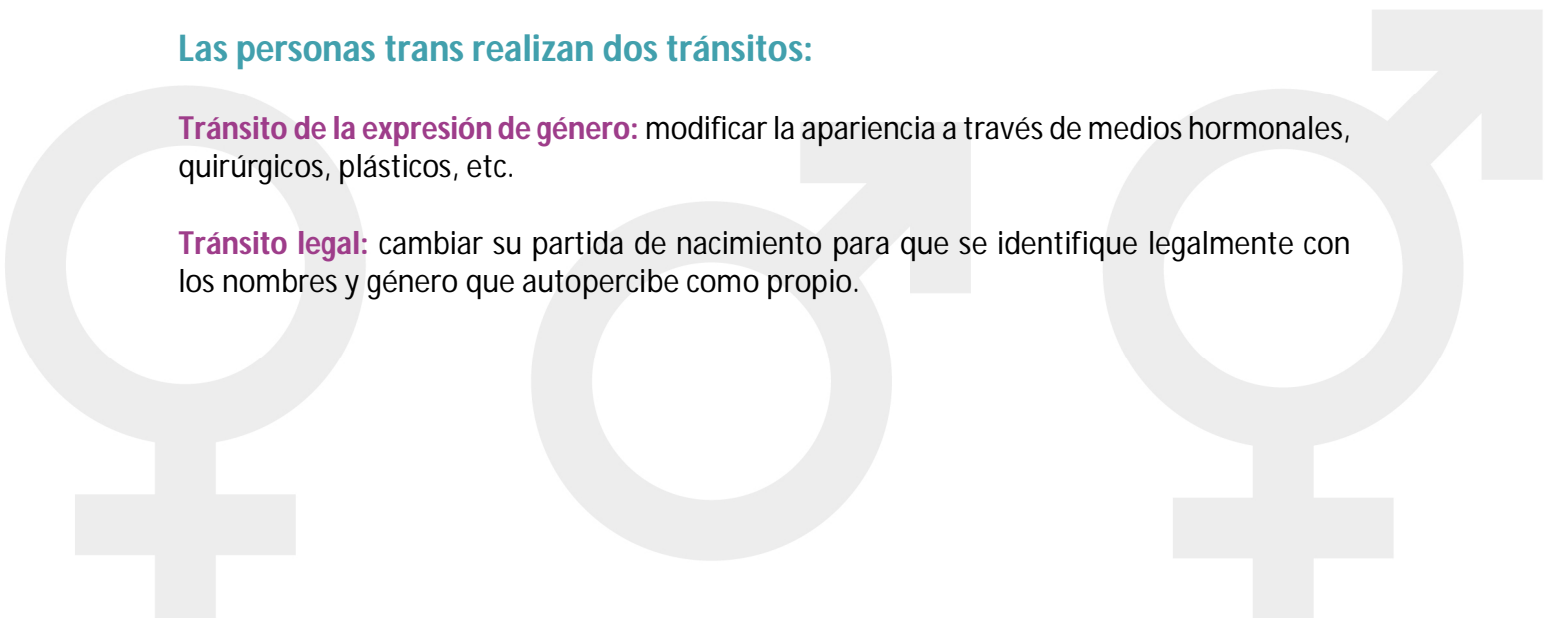 Las personas trans realizan dos tránsitos:
Tránsito de la expresión de género: modificar la apariencia a través de medios hormonales,
quirúrgicos, plásticos, etc.
Tránsito legal: cambiar su partida de nacimiento para que se identifique legalmente con
los nombres y género que autopercibe como propio.